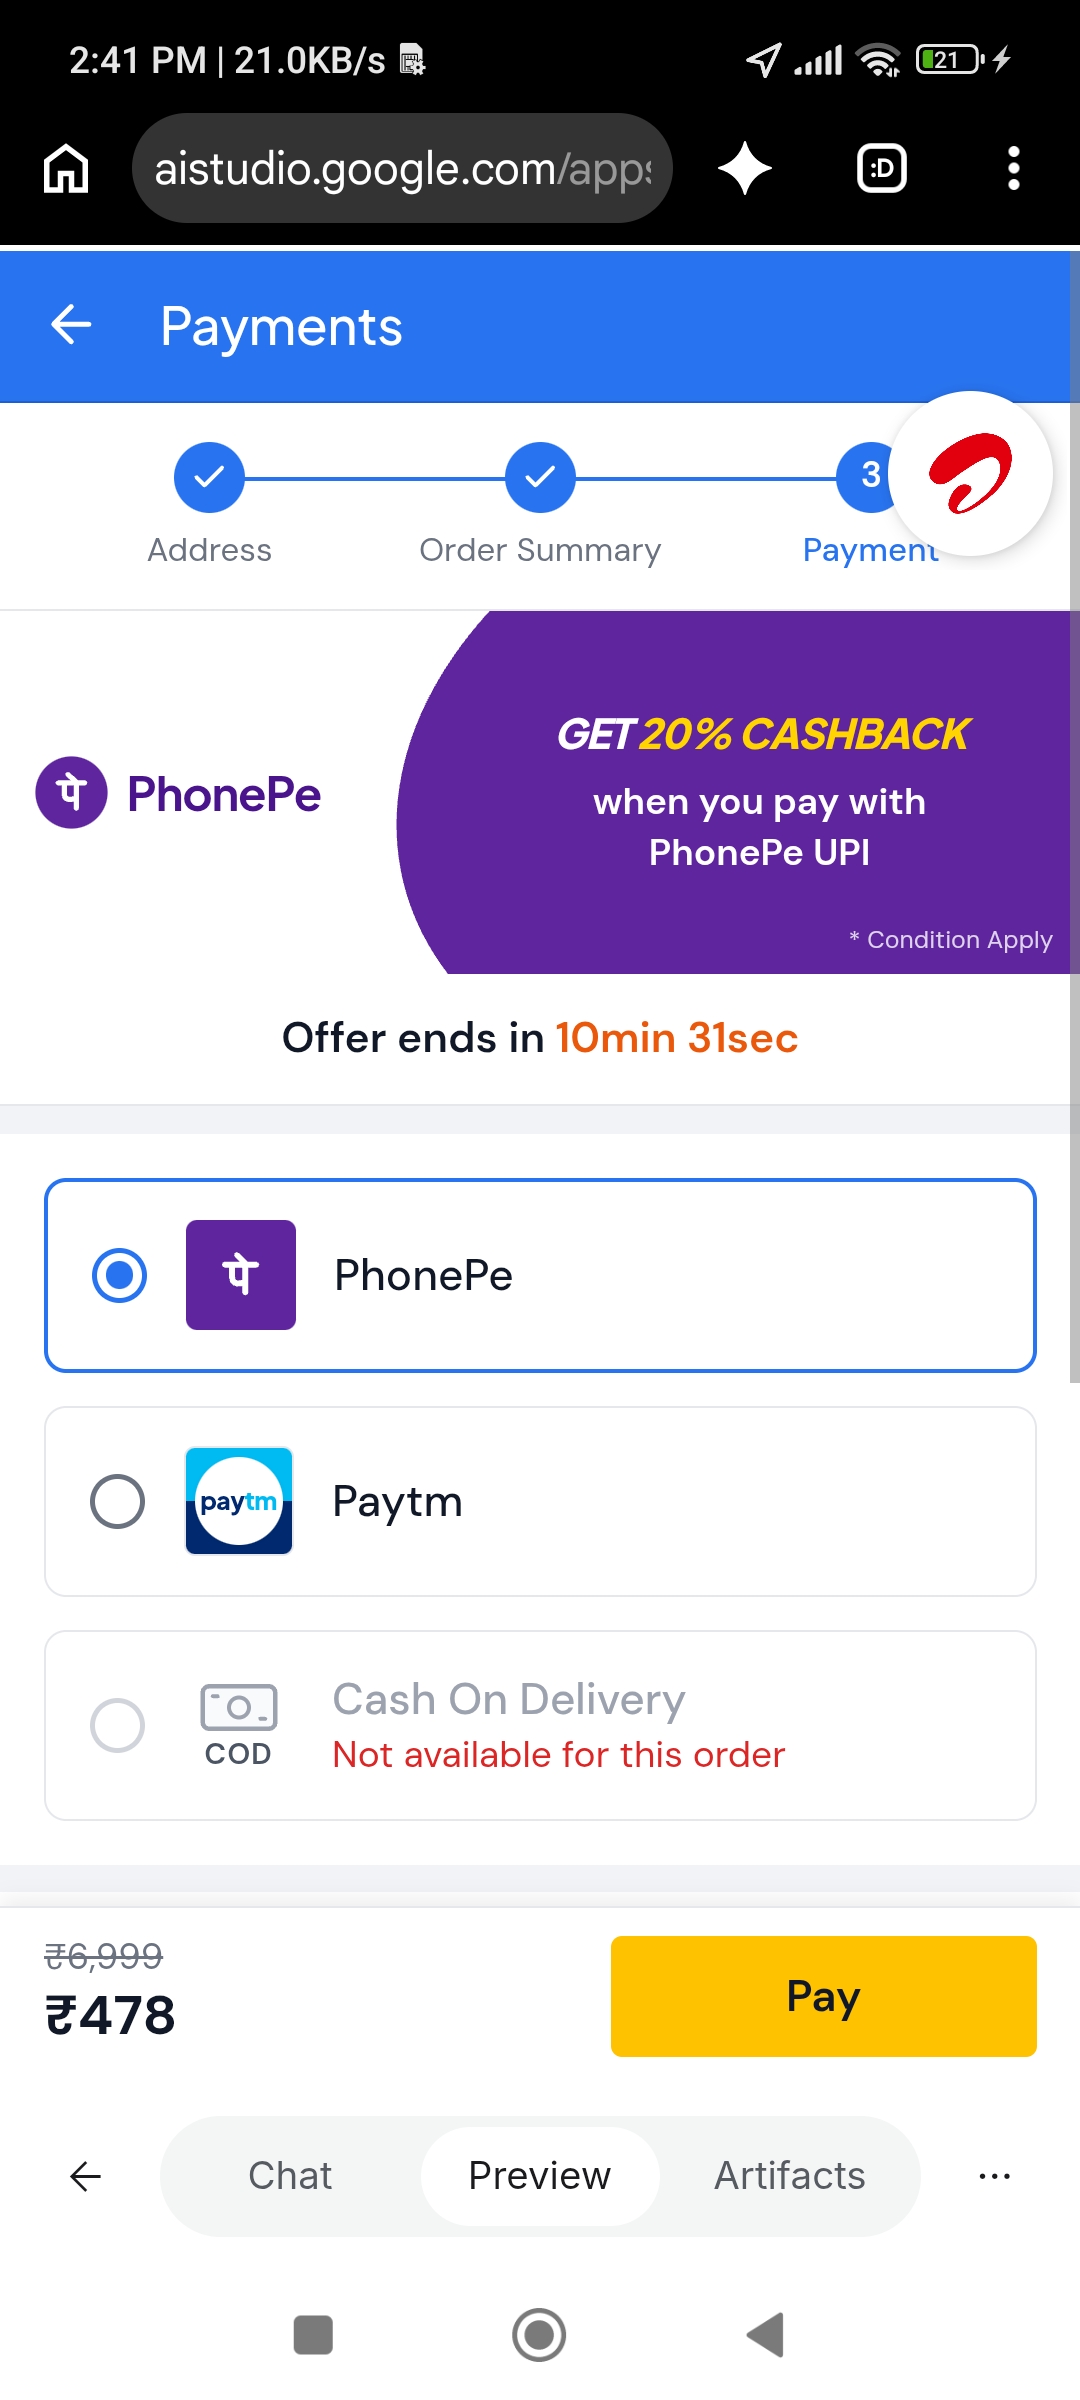 2:41 PM | 21.0KB/s
21
aistudio.google.com/apps
:D
Payments
3
Address
Order Summary
Payment
GET 20% CASHBACK
पे PhonePe
when you pay with
PhonePe UPI
* Condition Apply
Offer ends in 10min 31sec
पे PhonePe
paytm Paytm
Cash On Delivery
COD
Not available for this order
₹6,999
₹478
Pay
Chat
Preview
Artifacts